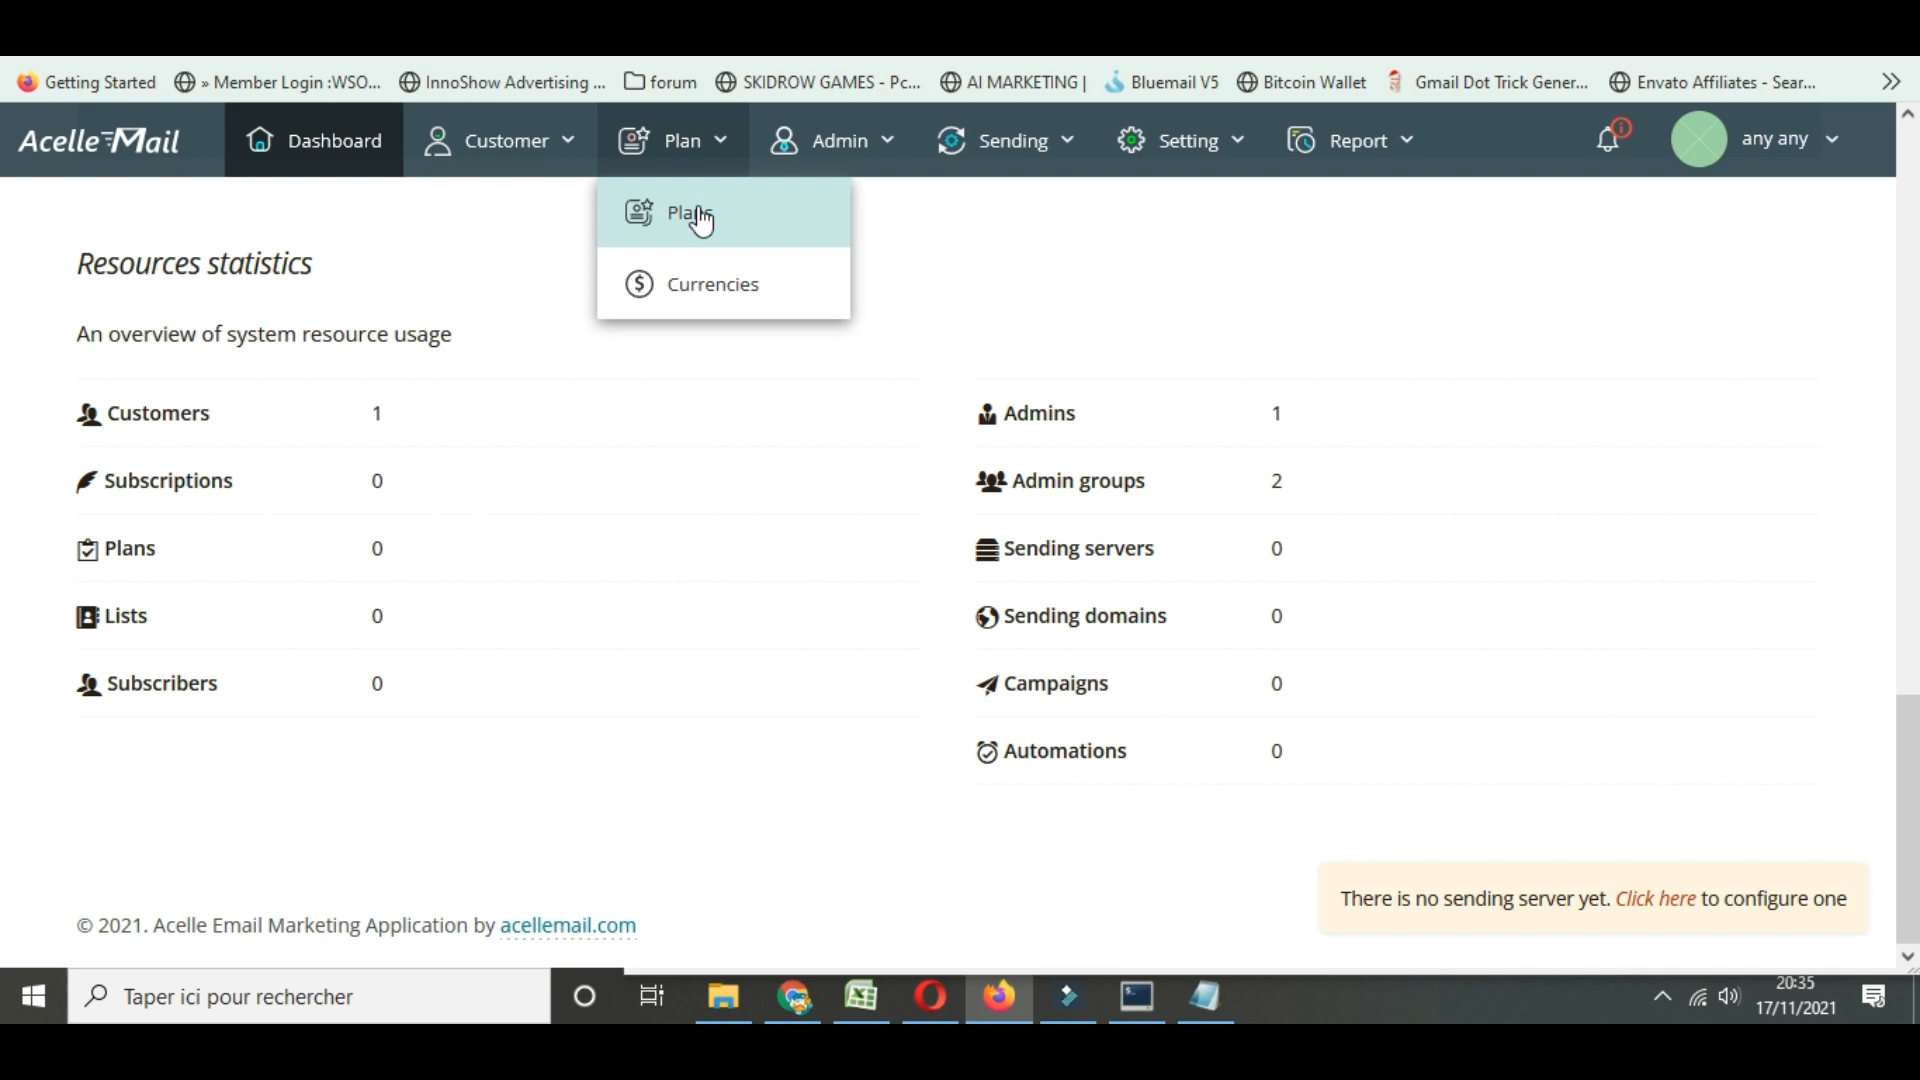 Getting Started » Member Login :WSO... InnoShow Advertising ... forum SKIDROW GAMES - Pc... AI MARKETING | Bluemail V5 Bitcoin Wallet Gmail Dot Trick Gener... Envato Affiliates - Sear...
Acelle Mail Dashboard Customer Plan Admin Sending Setting Report any any
Plans
Currencies
Resources statistics
An overview of system resource usage
Customers 1 Admins 1
Subscriptions 0 Admin groups 2
Plans 0 Sending servers 0
Lists 0 Sending domains 0
Subscribers 0 Campaigns 0
Automations 0
There is no sending server yet. Click here to configure one
© 2021. Acelle Email Marketing Application by acellemail.com
Taper ici pour rechercher
20:35
17/11/2021